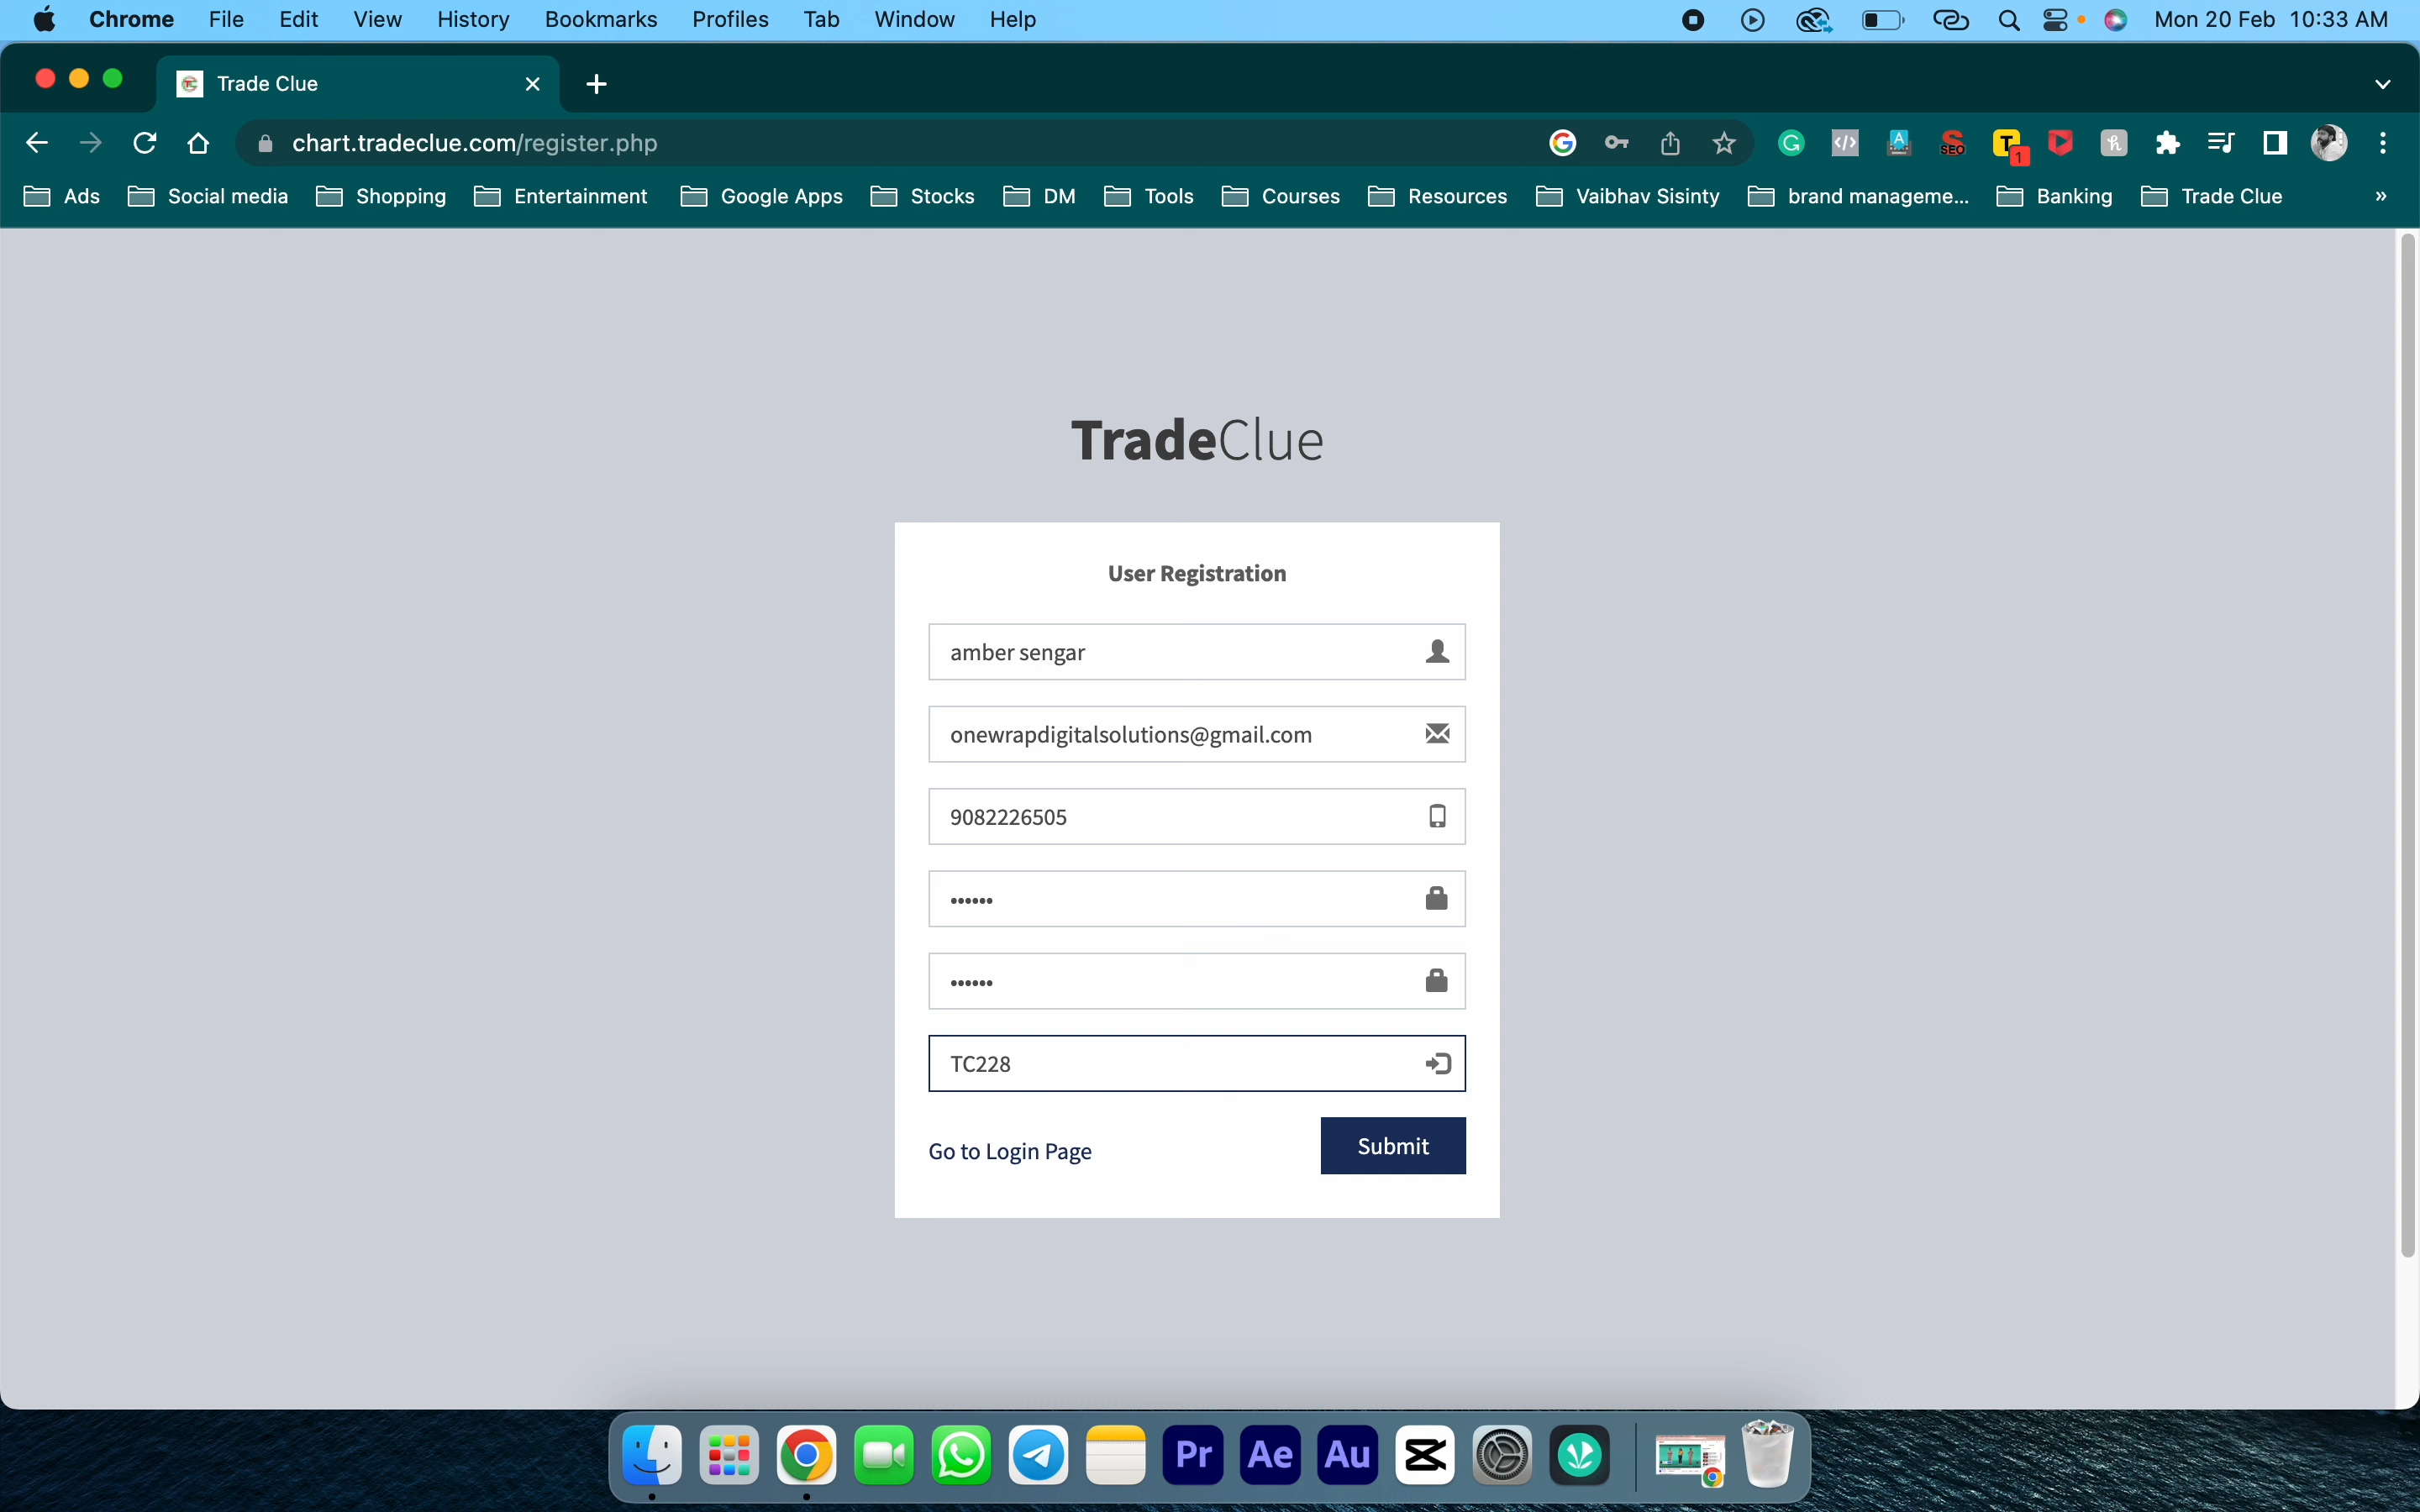 Chrome File Edit View History Bookmarks Profiles Tab Window Help Mon 20 Feb 10:33 AM
Trade Clue
chart.tradeclue.com/register.php
Ads Social media Shopping Entertainment Google Apps Stocks DM Tools Courses Resources Vaibhav Sisinty brand manageme... Banking Trade Clue »
TradeClue
User Registration
amber sengar
onewrapdigitalsolutions@gmail.com
9082226505
••••••
••••••
TC228
Go to Login Page Submit
Pr Ae Au